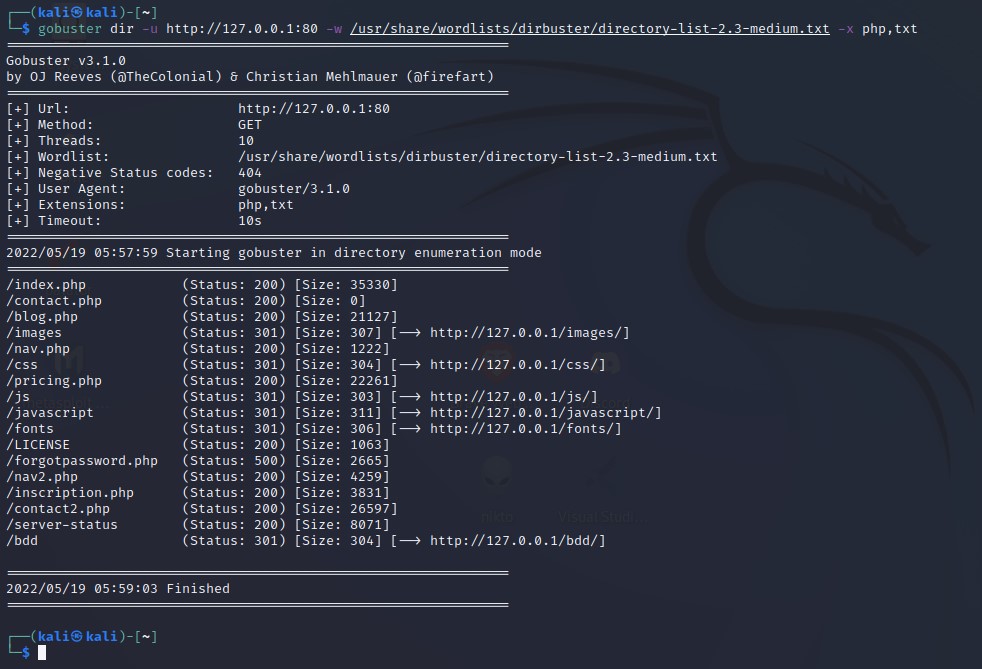 ┌──(kali㉿kali)-[~]
└─$ gobuster dir -u http://127.0.0.1:80 -w /usr/share/wordlists/dirbuster/directory-list-2.3-medium.txt -x php,txt
===============================================================
Gobuster v3.1.0
by OJ Reeves (@TheColonial) & Christian Mehlmauer (@firefart)
===============================================================
[+] Url:                     http://127.0.0.1:80
[+] Method:                  GET
[+] Threads:                 10
[+] Wordlist:                /usr/share/wordlists/dirbuster/directory-list-2.3-medium.txt
[+] Negative Status codes:   404
[+] User Agent:              gobuster/3.1.0
[+] Extensions:              php,txt
[+] Timeout:                 10s
===============================================================
2022/05/19 05:57:59 Starting gobuster in directory enumeration mode
===============================================================
/index.php            (Status: 200) [Size: 35330]
/contact.php          (Status: 200) [Size: 0]
/blog.php             (Status: 200) [Size: 21127]
/images               (Status: 301) [Size: 307] [--> http://127.0.0.1/images/]
/nav.php              (Status: 200) [Size: 1222]
/css                  (Status: 301) [Size: 304] [--> http://127.0.0.1/css/]
/pricing.php          (Status: 200) [Size: 22261]
/js                   (Status: 301) [Size: 303] [--> http://127.0.0.1/js/]
/javascript           (Status: 301) [Size: 311] [--> http://127.0.0.1/javascript/]
/fonts                (Status: 301) [Size: 306] [--> http://127.0.0.1/fonts/]
/LICENSE              (Status: 200) [Size: 1063]
/forgotpassword.php   (Status: 500) [Size: 2665]
/nav2.php             (Status: 200) [Size: 4259]
/inscription.php      (Status: 200) [Size: 3831]
/contact2.php         (Status: 200) [Size: 26597]
/server-status        (Status: 200) [Size: 8071]
nikto Visual Studi...
/bdd                  (Status: 301) [Size: 304] [--> http://127.0.0.1/bdd/]
===============================================================
2022/05/19 05:59:03 Finished
===============================================================
┌──(kali㉿kali)-[~]
└─$